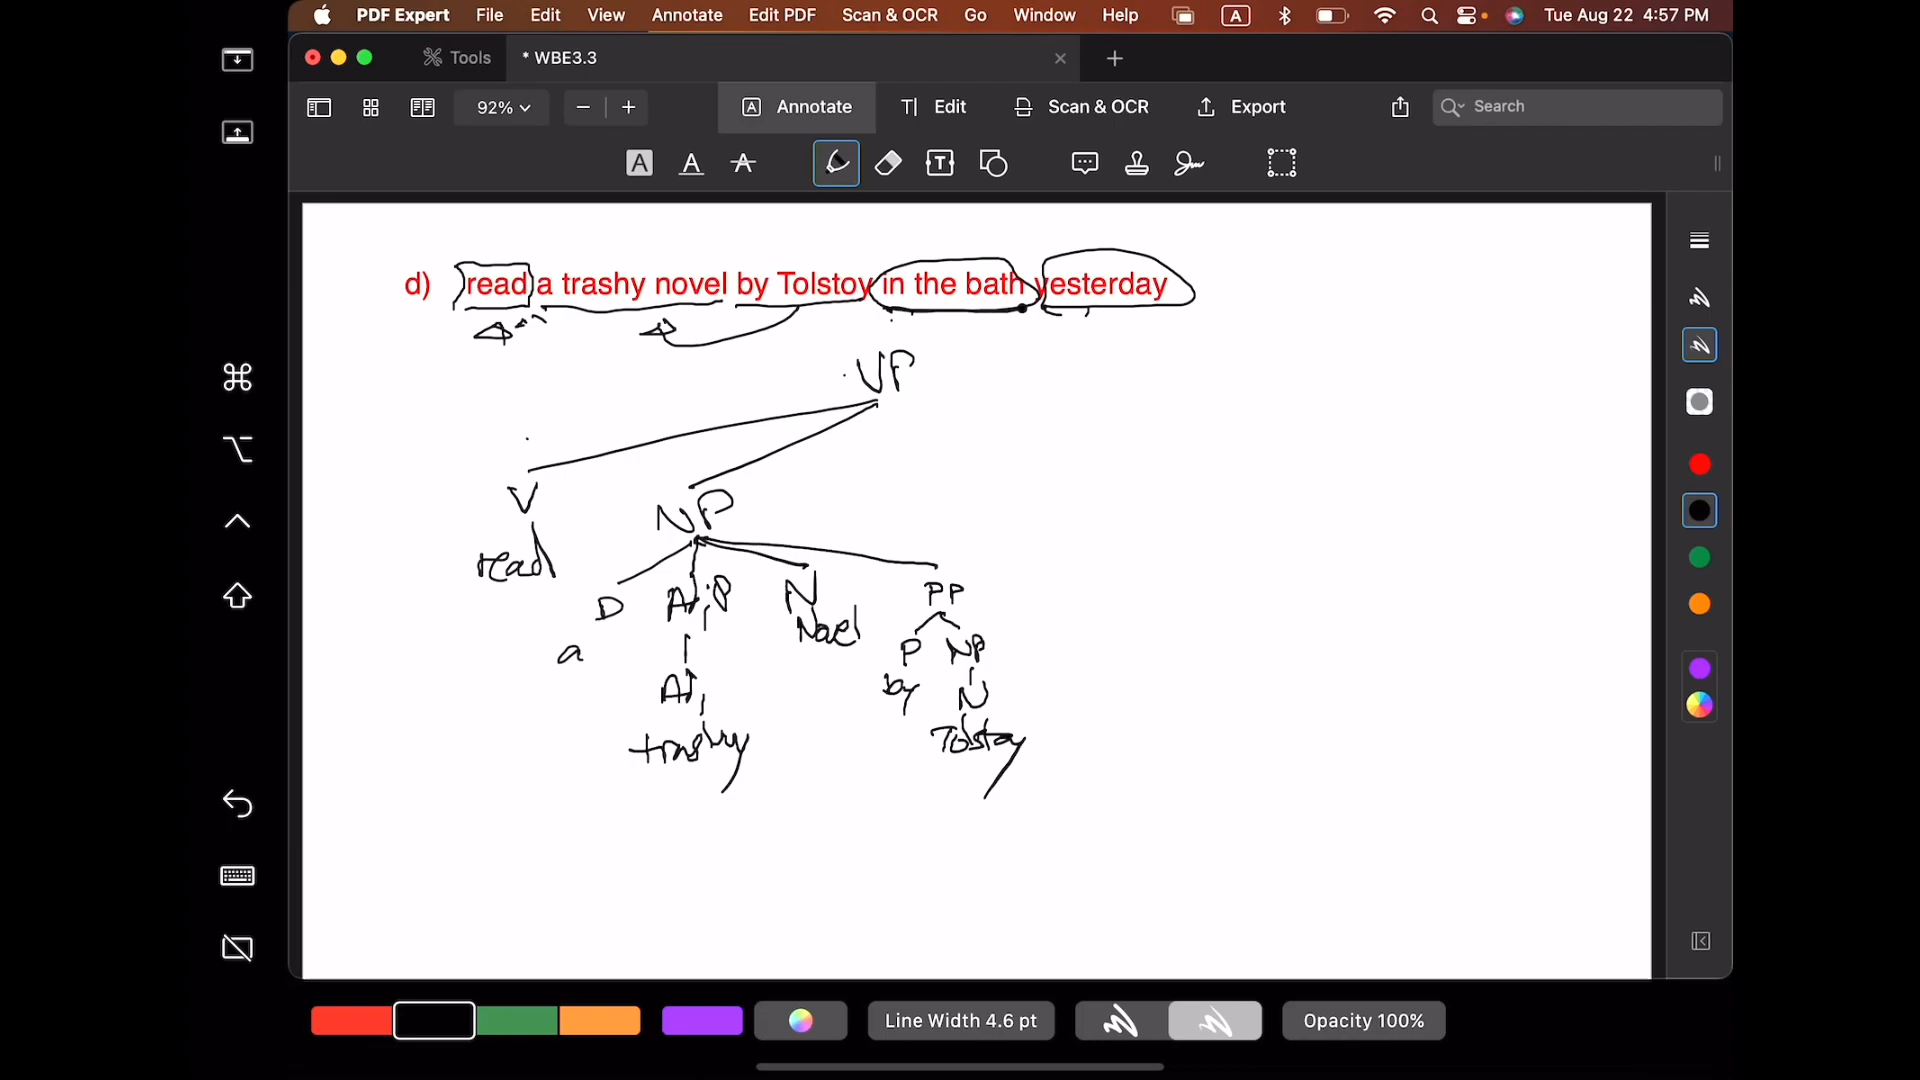 PDF Expert File Edit View Annotate Edit PDF Scan & OCR Go Window Help A Tue Aug 22 4:57 PM
Tools * WBE3.3
92% Annotate Edit Scan & OCR Export Search
d) read a trashy novel by Tolstoy in the bath yesterday
VP
V NP
read
D AdjP N PP
a Novel P NP
Adj by N
trashy Tolstoy
Line Width 4.6 pt Opacity 100%